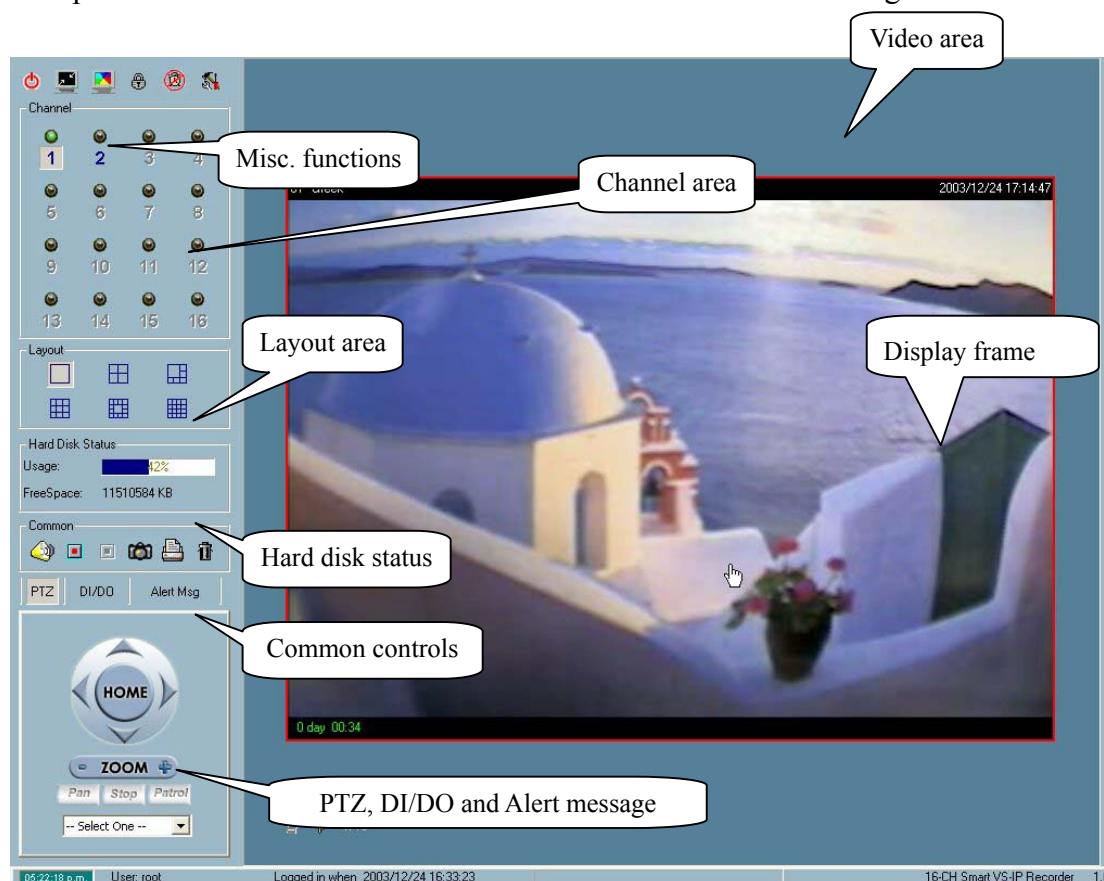 Video area
Channel
1 2 3 4
Misc. functions
Channel area
2003/12/24 17:14:47
5 6 7 8
9 10 11 12
13 14 15 16
Layout
Layout area
Display frame
Hard Disk Status
Usage: 42%
FreeSpace: 11510584 KB
Common
Hard disk status
PTZ DI/DO Alert Msg
Common controls
HOME
0 day 00:34
ZOOM
Pan Stop Patrol
PTZ, DI/DO and Alert message
-- Select One --
05:22:18 p.m. User: root Logged in when 2003/12/24 16:33:23 16-CH Smart VS-IP Recorder